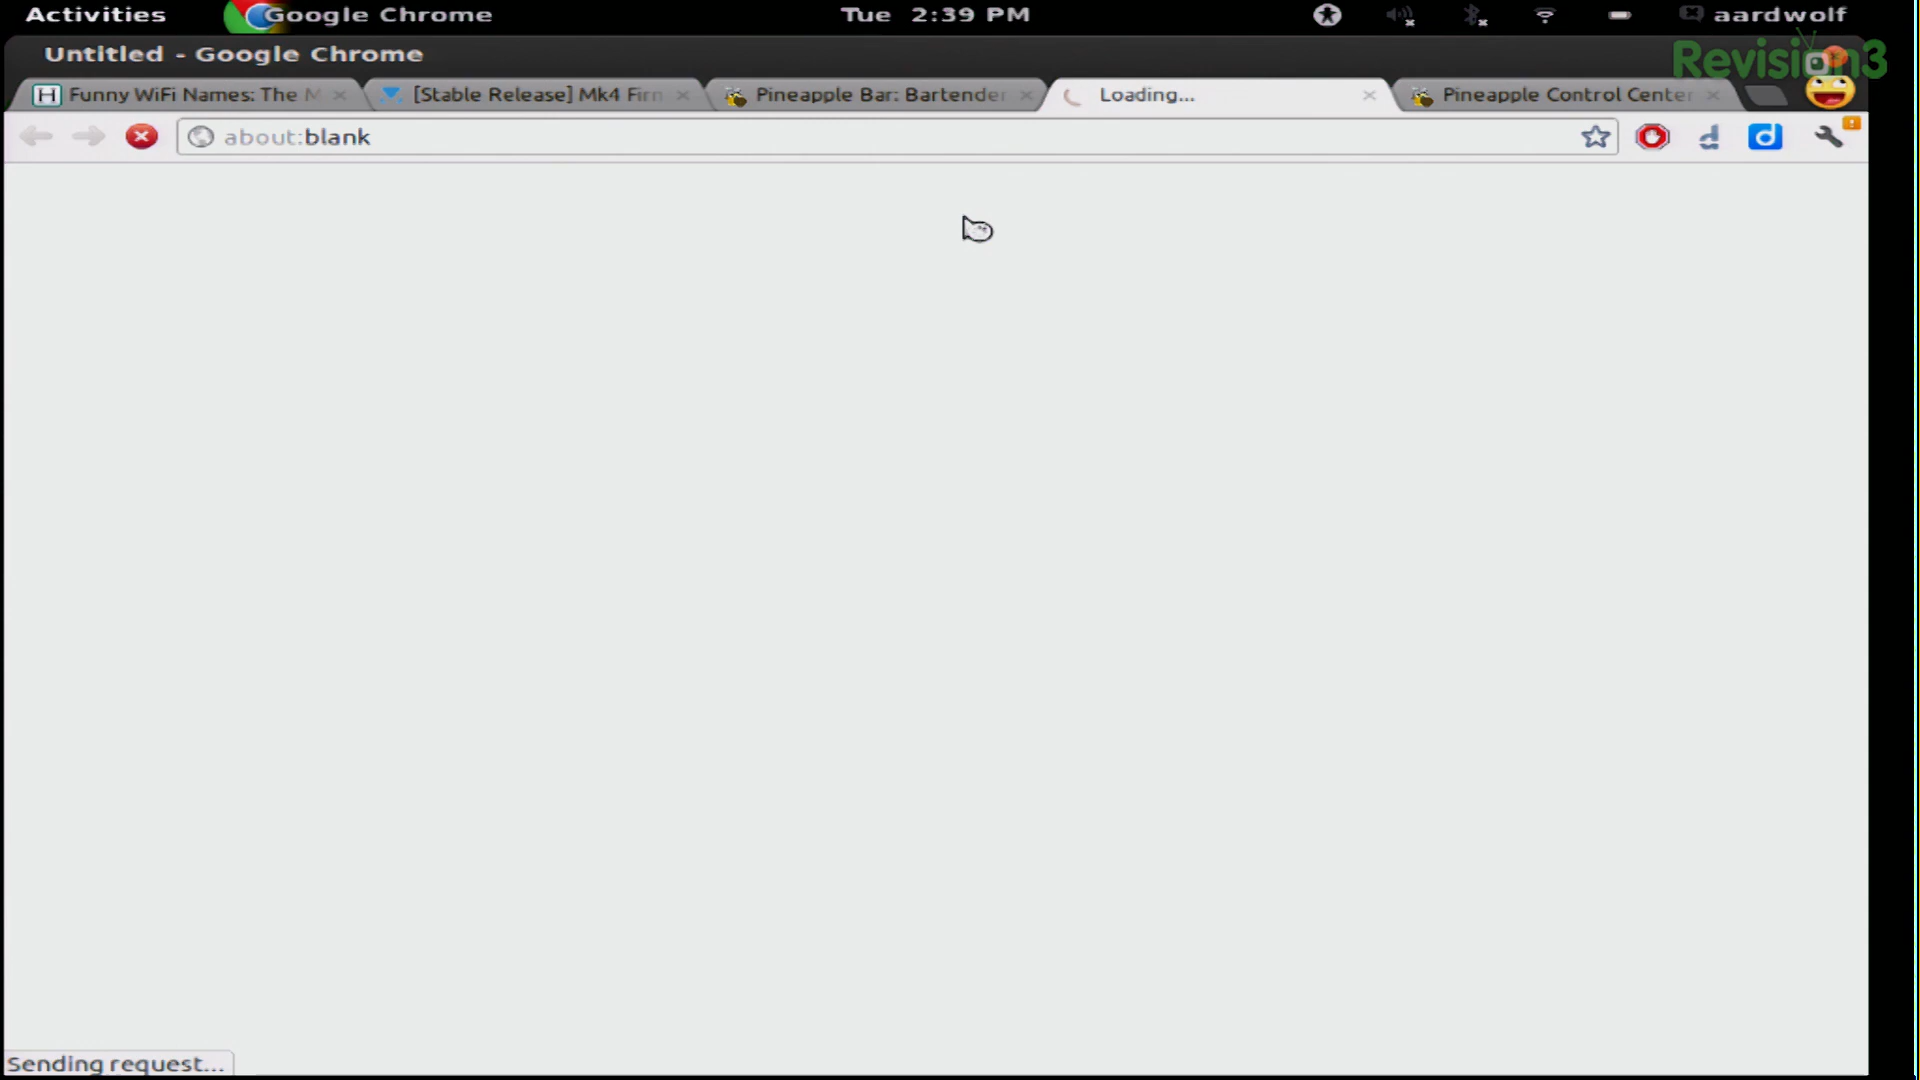 Activities Google Chrome Tue 2:39 PM aardwolf
Untitled - Google Chrome
Revision3
Funny WiFi Names: The M [Stable Release] Mk4 Firm Pineapple Bar: Bartender Loading... Pineapple Control Center
about:blank
Sending request...